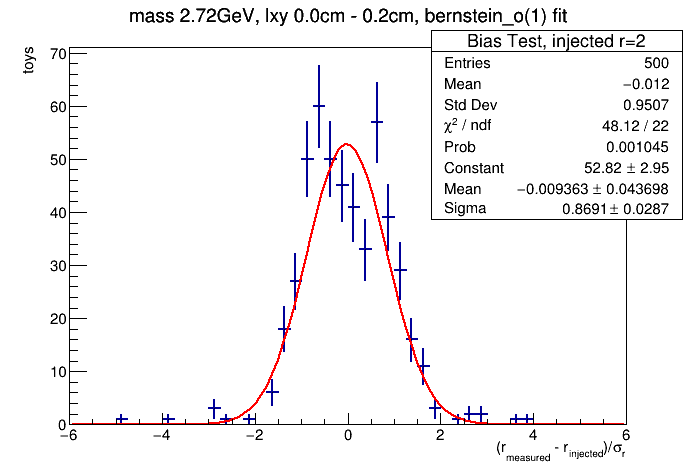 mass 2.72GeV, lxy 0.0cm - 0.2cm, bernstein_o(1) fit
Bias Test, injected r=2
Entries 500
Mean −0.012
Std Dev 0.9507
χ² / ndf 48.12 / 22
Prob 0.001045
Constant 52.82 ± 2.95
Mean −0.009363 ± 0.043698
Sigma 0.8691 ± 0.0287
toys
70
60
50
40
30
20
10
0
−6 −4 −2 0 2 4 6
(r_measured - r_injected)/σ_r